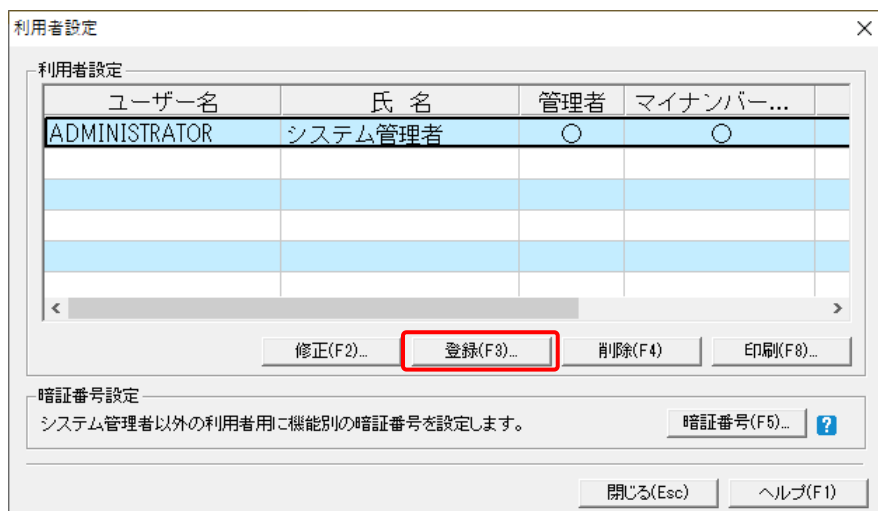 利用者設定
利用者設定
ユーザー名 氏 名 管理者 マイナンバー...
ADMINISTRATOR システム管理者 ○ ○
修正(F2)... 登録(F3)... 削除(F4) 印刷(F8)...
暗証番号設定
システム管理者以外の利用者用に機能別の暗証番号を設定します。 暗証番号(F5)... ?
閉じる(Esc) ヘルプ(F1)